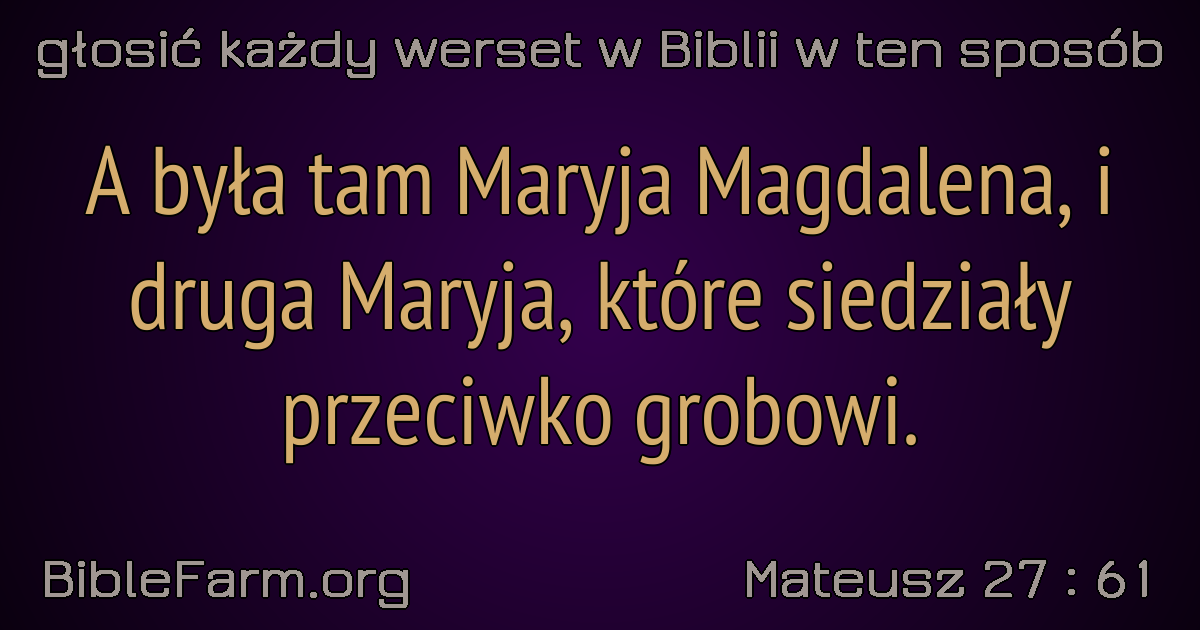 głosić każdy werset w Biblii w ten sposób
A była tam Maryja Magdalena, i
druga Maryja, które siedziały
przeciwko grobowi.
BibleFarm.org
Mateusz 27 : 61